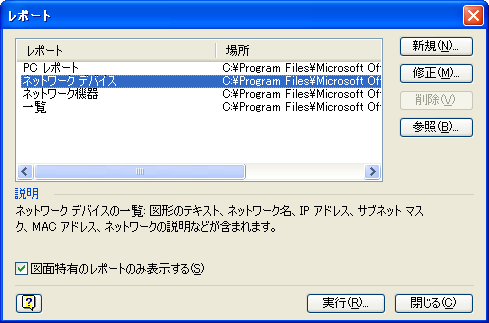 レポート
レポート 場所
PC レポート C:¥Program Files¥Microsoft Off
ネットワーク デバイス C:¥Program Files¥Microsoft Off
ネットワーク機器 C:¥Program Files¥Microsoft Off
一覧 C:¥Program Files¥Microsoft Off
新規(N)...
修正(M)...
削除(V)
参照(B)...
説明
ネットワーク デバイスの一覧: 図形のテキスト、ネットワーク名、IP アドレス、サブネット マス
ク、MAC アドレス、ネットワークの説明などが含まれます。
図面特有のレポートのみ表示する(S)
?
実行(R)... 閉じる(C)